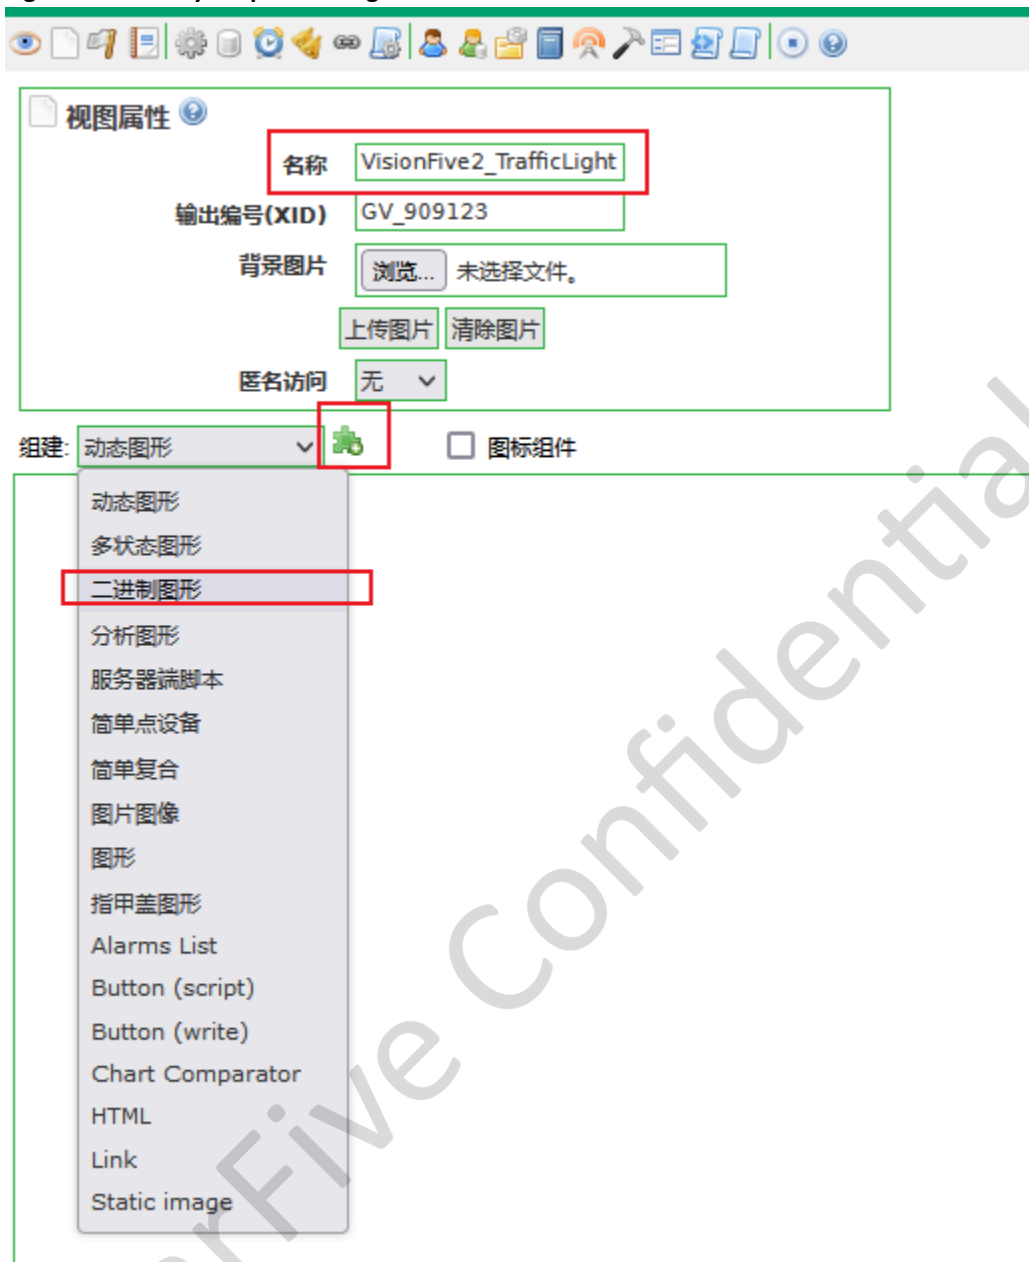 视图属性
名称 VisionFive2_TrafficLight
输出编号(XID) GV_909123
背景图片 浏览... 未选择文件。
上传图片 清除图片
匿名访问 无
组建: 动态图形 图标组件
动态图形
多状态图形
二进制图形
分析图形
服务器端脚本
简单点设备
简单复合
图片图像
图形
指甲盖图形
Alarms List
Button (script)
Button (write)
Chart Comparator
HTML
Link
Static image
erFive Confidential